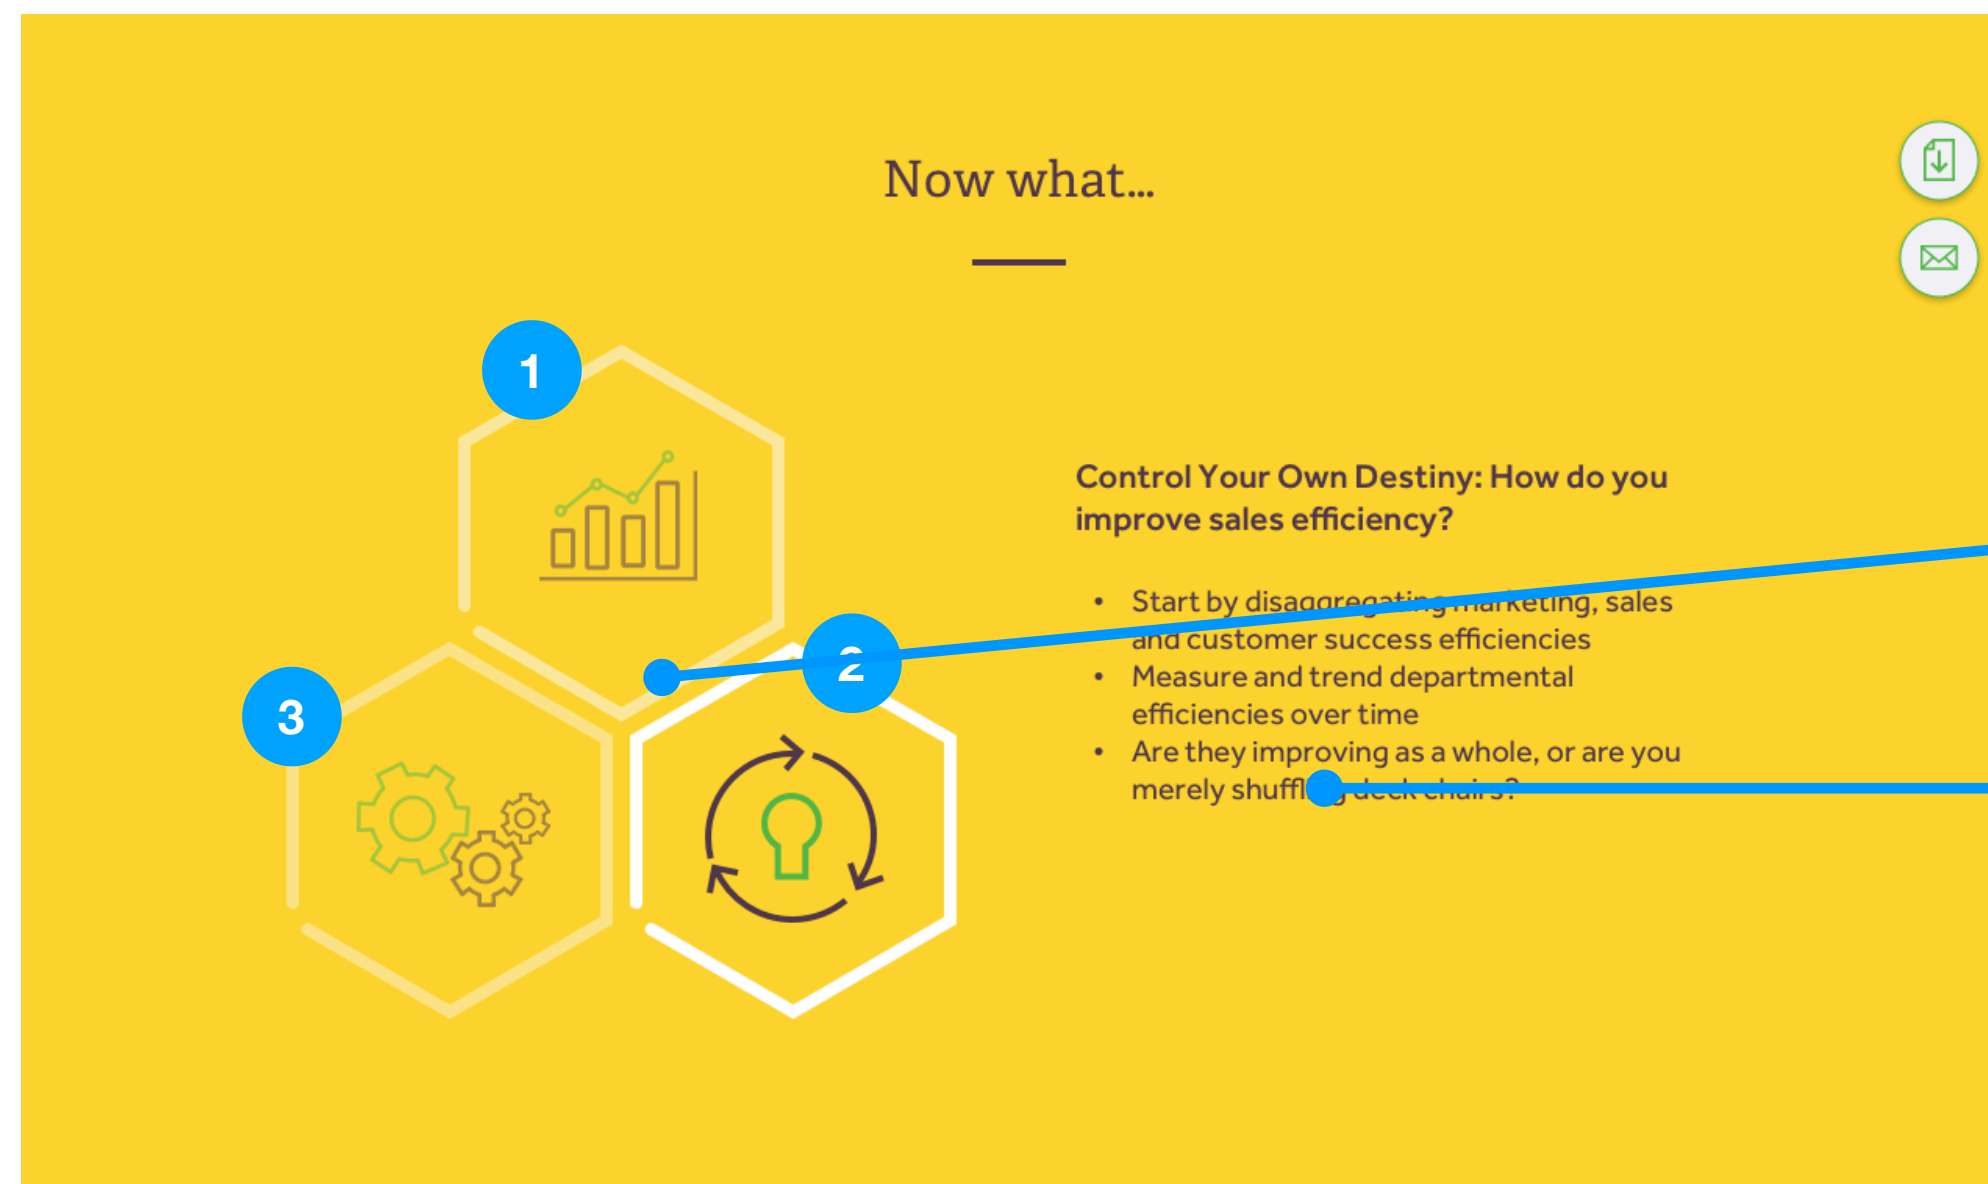 Now what...
1
Control Your Own Destiny: How do you
improve sales efficiency?
• Start by disaggregating marketing, sales
and customer success efficiencies
2
• Measure and trend departmental
efficiencies over time
3
• Are they improving as a whole, or are you
merely shuffling deck chairs?